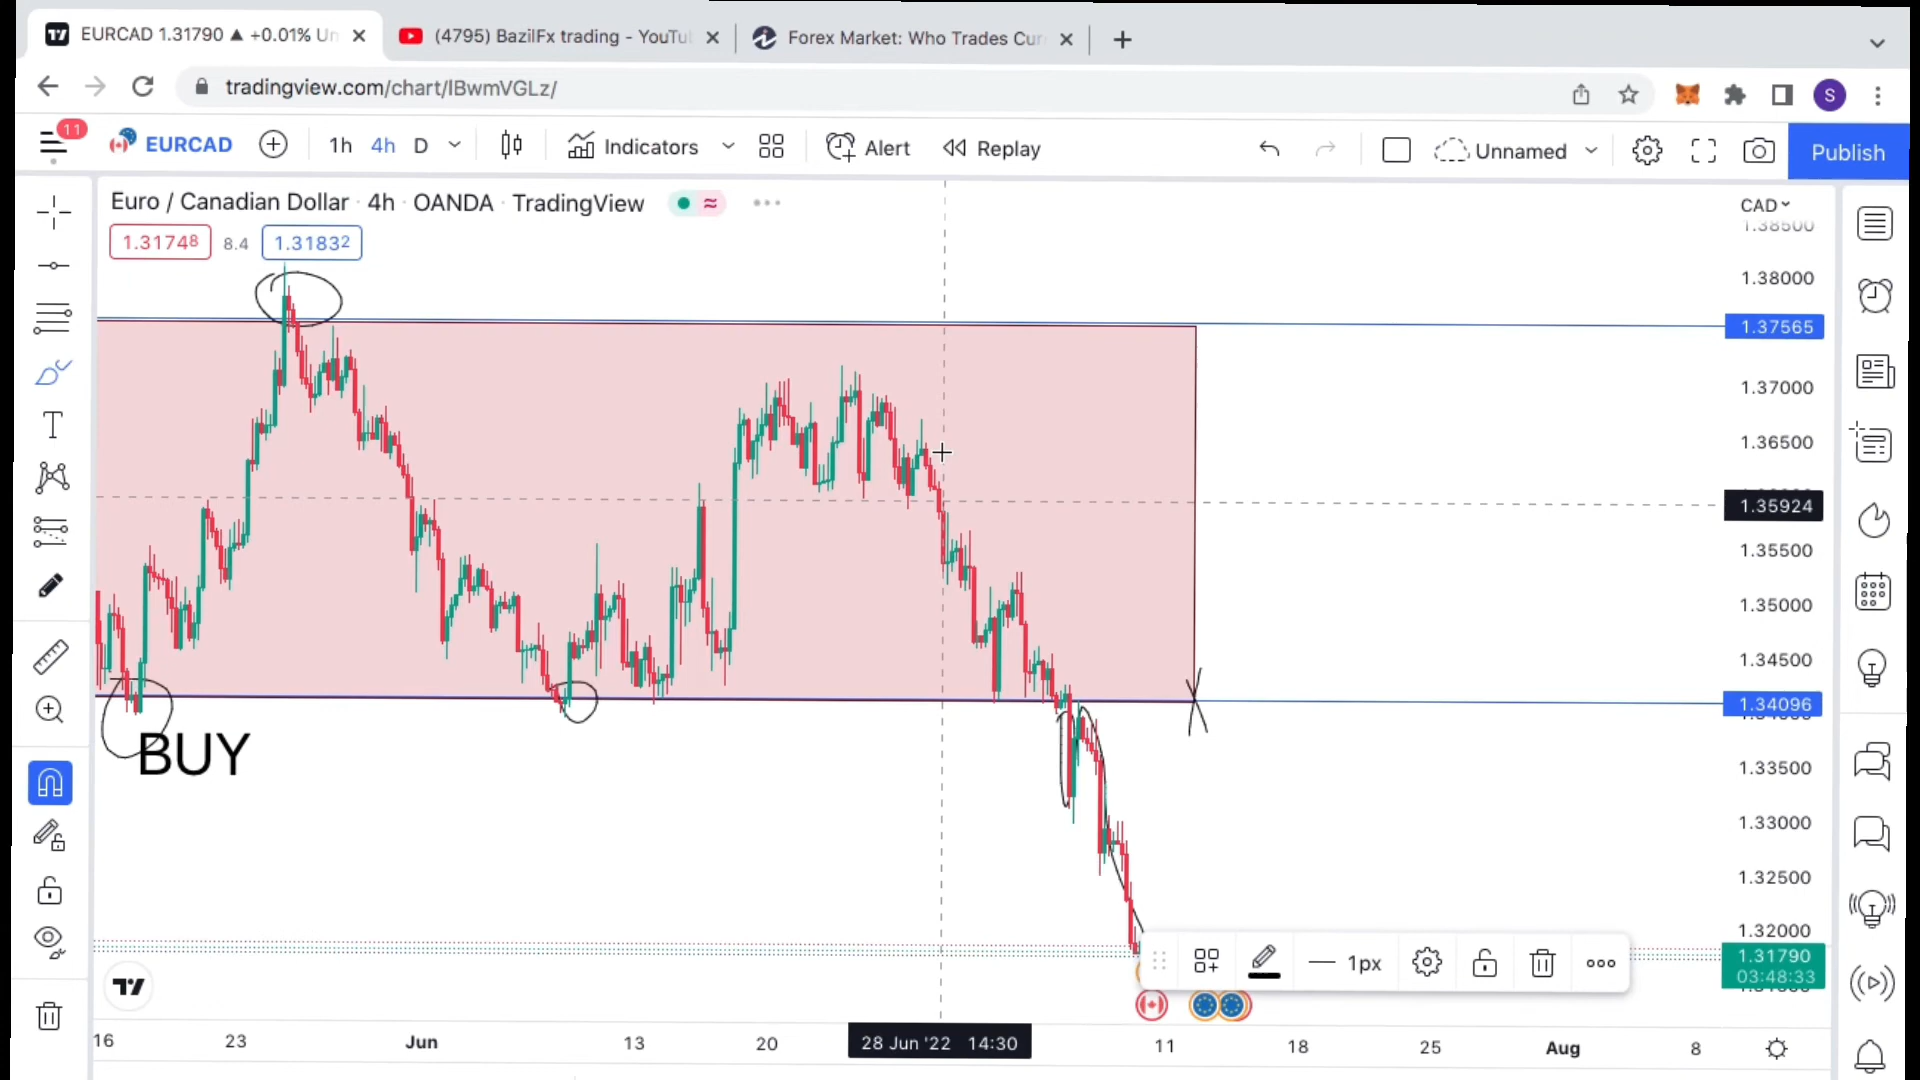 EURCAD 1.31790 ▲ +0.01% Un
(4795) BazilFx trading - YouTu
Forex Market: Who Trades Cur
tradingview.com/chart/lBwmVGLz/
S
11
EURCAD
1h
4h
D
Indicators
Alert
Replay
Unnamed
Publish
Euro / Canadian Dollar · 4h · OANDA · TradingView
CAD
1.31748
8.4
1.31832
1.38500
1.38000
1.37565
1.37000
1.36500
1.35924
1.35500
1.35000
1.34500
1.34096
BUY
1.33500
1.33000
1.32500
1.32000
1.31790
03:48:33
1px
16
23
Jun
13
20
28 Jun '22 14:30
11
18
25
Aug
8